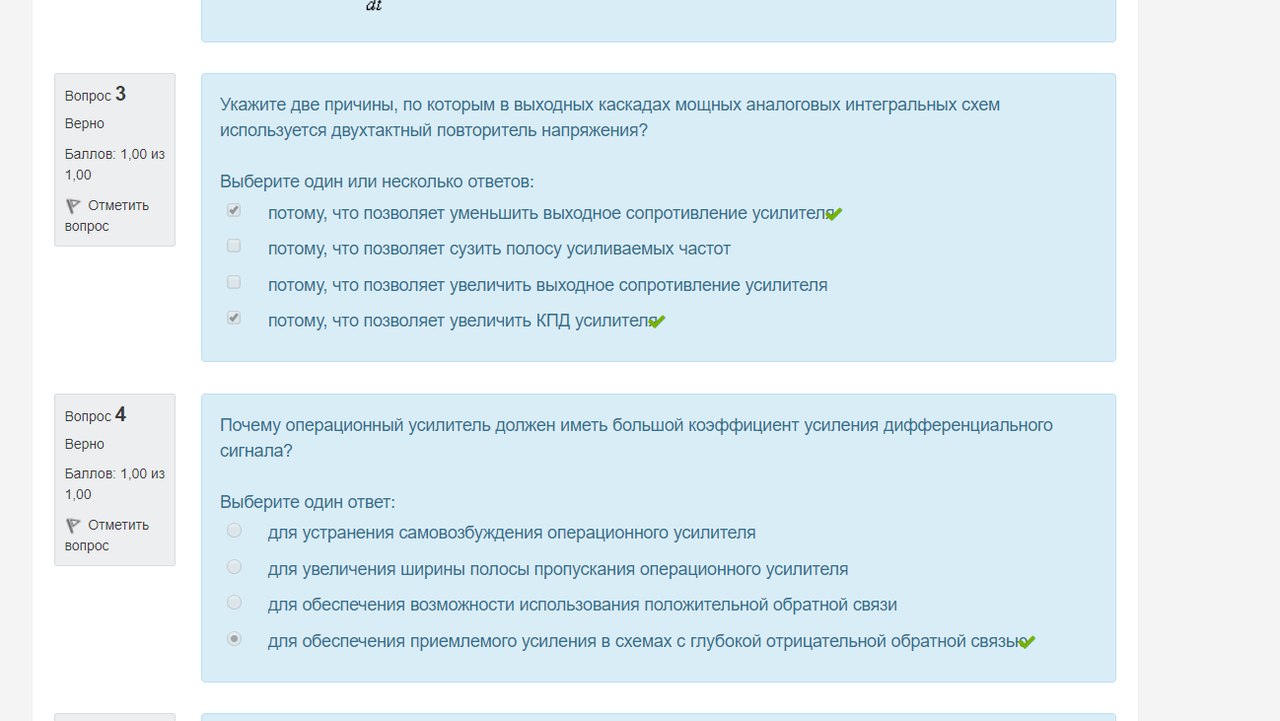 dt
Вопрос 3
Верно
Баллов: 1,00 из
1,00
Отметить
вопрос
Укажите две причины, по которым в выходных каскадах мощных аналоговых интегральных схем
используется двухтактный повторитель напряжения?
Выберите один или несколько ответов:
потому, что позволяет уменьшить выходное сопротивление усилителя
потому, что позволяет сузить полосу усиливаемых частот
потому, что позволяет увеличить выходное сопротивление усилителя
потому, что позволяет увеличить КПД усилителя
Вопрос 4
Верно
Баллов: 1,00 из
1,00
Отметить
вопрос
Почему операционный усилитель должен иметь большой коэффициент усиления дифференциального
сигнала?
Выберите один ответ:
для устранения самовозбуждения операционного усилителя
для увеличения ширины полосы пропускания операционного усилителя
для обеспечения возможности использования положительной обратной связи
для обеспечения приемлемого усиления в схемах с глубокой отрицательной обратной связью